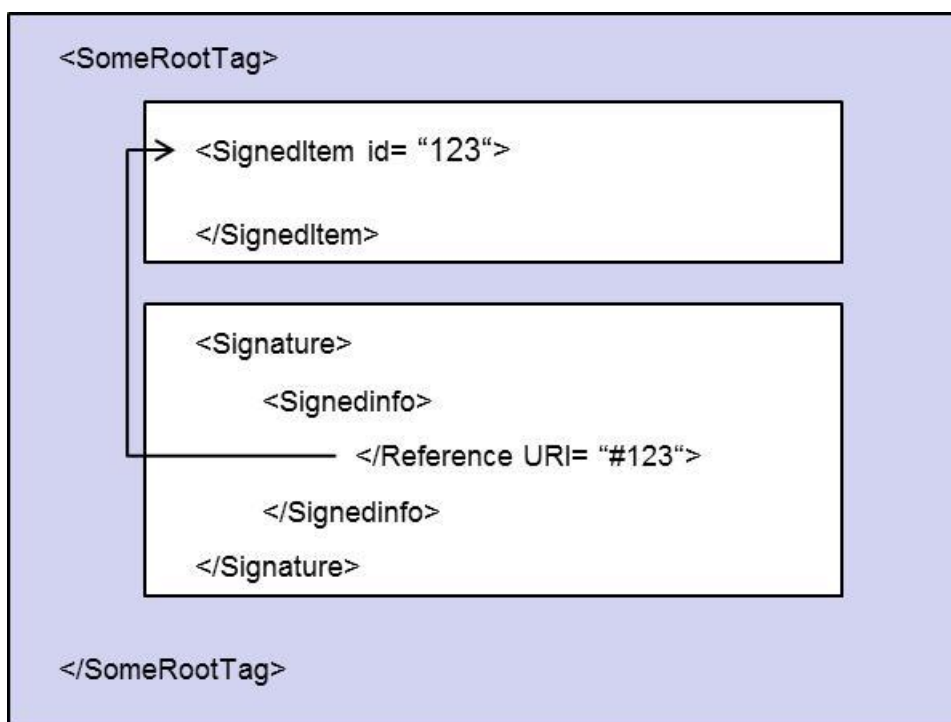 <SomeRootTag>
<SignedItem id= “123“>
</SignedItem>
<Signature>
<Signedinfo>
</Reference URI= “#123“>
</Signedinfo>
</Signature>
</SomeRootTag>